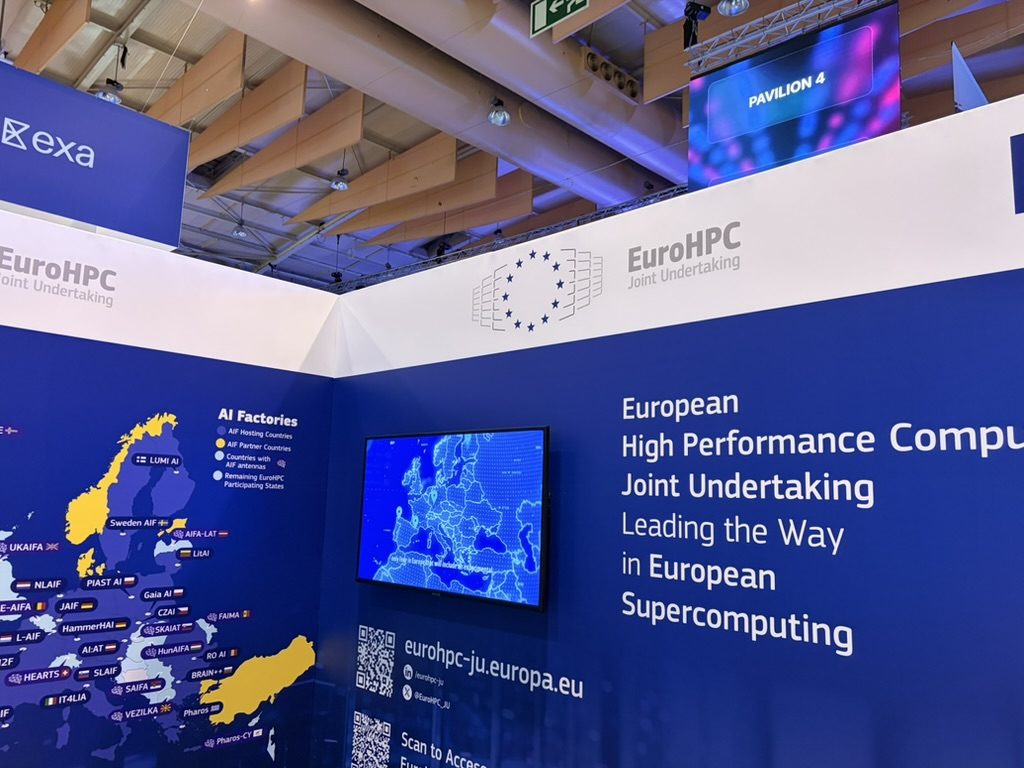 exa
PAVILION 4
EuroHPC
Joint Undertaking
EuroHPC
Joint Undertaking
AI Factories
AIF Hosting Countries
AIF Partner Countries
Countries with
AIF antennas
Remaining EuroHPC
Participating States
LUMI AI
Sweden AIF
AIFA-LAT
LitAI
UKAIFA
NLAIF
PIAST AI
Gaia AI
E-AIFA
JAIF
CZAI
FAIMA
HammerHAI
SKAIAT
L-AIF
AI:AT
HunAIFA
RO AI
I2F
HEARTS
SLAIF
BRAIN++
SAIFA
IT4LIA
VEZILKA
Pharos
IF
Pharos-CY
European
High Performance Compu
Joint Undertaking
Leading the Way
in European
Supercomputing
eurohpc-ju.europa.eu
/eurohpc-ju
@EuroHPC_JU
Scan to Access